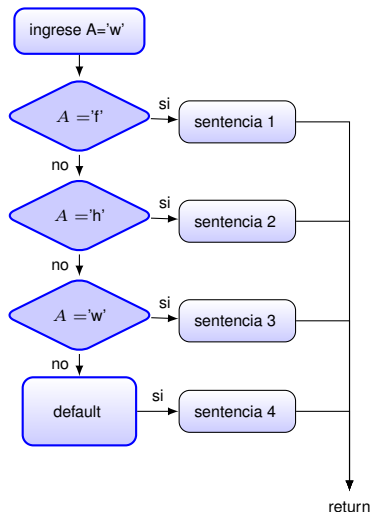 ingrese A='w'
A ='f'
si
sentencia 1
no
A ='h'
si
sentencia 2
no
A ='w'
si
sentencia 3
no
default
si
sentencia 4
return